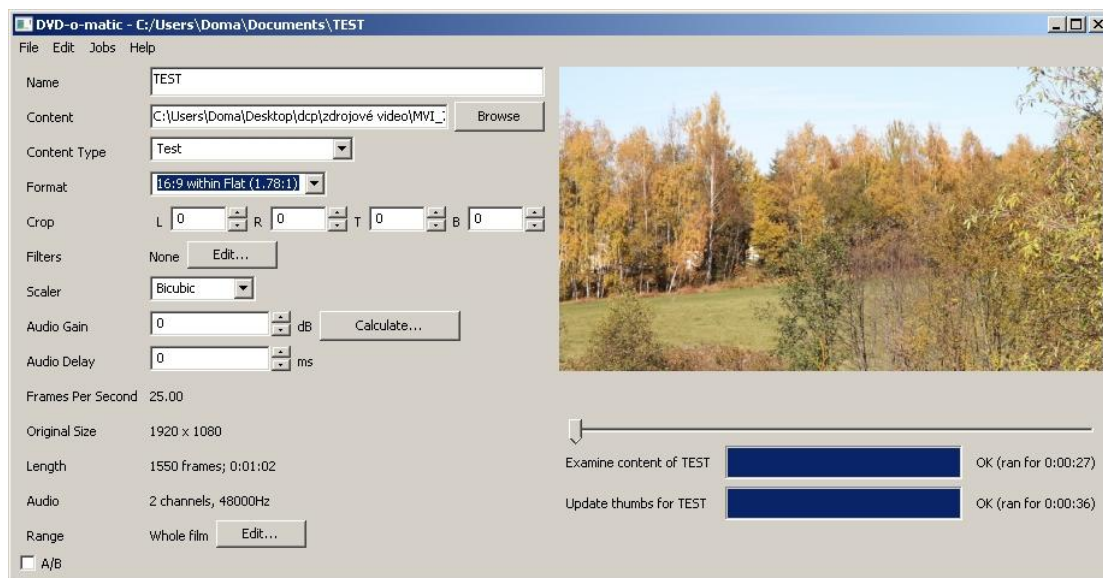 DVD-o-matic - C:/Users\Doma\Documents\TEST
File Edit Jobs Help
Name TEST
Content C:\Users\Doma\Desktop\dcp\zdrojové video\MVI_ Browse
Content Type Test
Format 16:9 within Flat (1.78:1)
Crop L 0 R 0 T 0 B 0
Filters None Edit...
Scaler Bicubic
Audio Gain 0 dB Calculate...
Audio Delay 0 ms
Frames Per Second 25.00
Original Size 1920 x 1080
Length 1550 frames; 0:01:02
Audio 2 channels, 48000Hz
Range Whole film Edit...
A/B
Examine content of TEST OK (ran for 0:00:27)
Update thumbs for TEST OK (ran for 0:00:36)